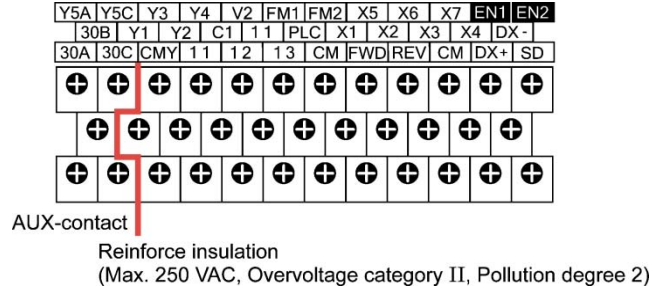 Y5A Y5C Y3 Y4 V2 FM1 FM2 X5 X6 X7 EN1 EN2
30B Y1 Y2 C1 11 PLC X1 X2 X3 X4 DX-
30A 30C CMY 11 12 13 CM FWD REV CM DX+ SD
AUX-contact
Reinforce insulation
(Max. 250 VAC, Overvoltage category II, Pollution degree 2)